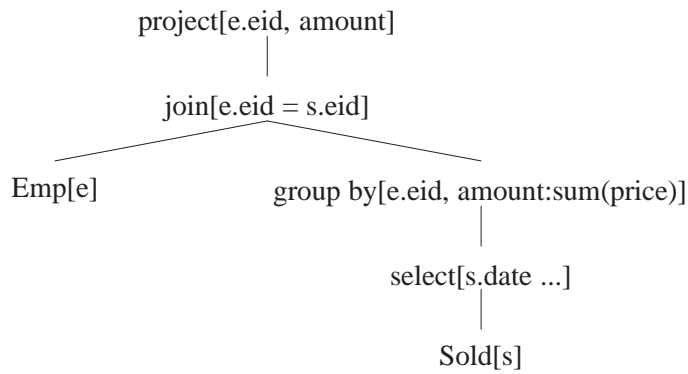 project[e.eid, amount]
join[e.eid = s.eid]
Emp[e]
group by[e.eid, amount:sum(price)]
select[s.date ...]
Sold[s]